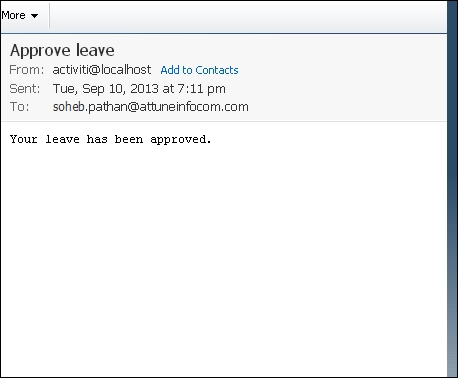 More
Approve leave
From: activiti@localhost Add to Contacts
Sent: Tue, Sep 10, 2013 at 7:11 pm
To: soheb.pathan@attuneinfocom.com
Your leave has been approved.